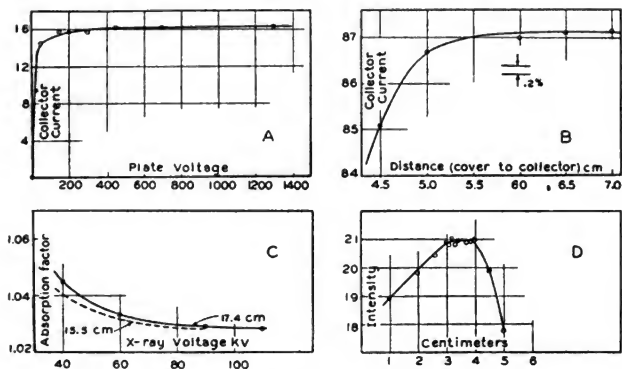 16
12
8
4
Collector Current
A
200 400 600 800 1000 1200 1400
Plate Voltage
87
86
85
84
Collector Current
.2%
B
4.5 5.0 5.5 6.0 6.5 7.0
Distance (cover to collector) cm
1.06
1.04
1.02
Absorption factor
C
17.4 cm
15.5 cm
X-ray Voltage Kv
40 60 80 100
21
20
19
18
Intensity
D
Centimeters
1 2 3 4 5 6